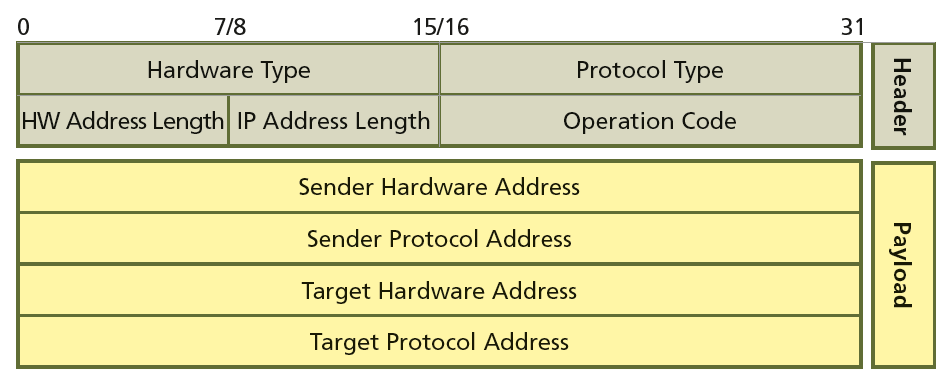 0 7/8 15/16 31
Hardware Type Protocol Type Header
HW Address Length IP Address Length Operation Code
Sender Hardware Address
Sender Protocol Address
Target Hardware Address
Target Protocol Address
Payload